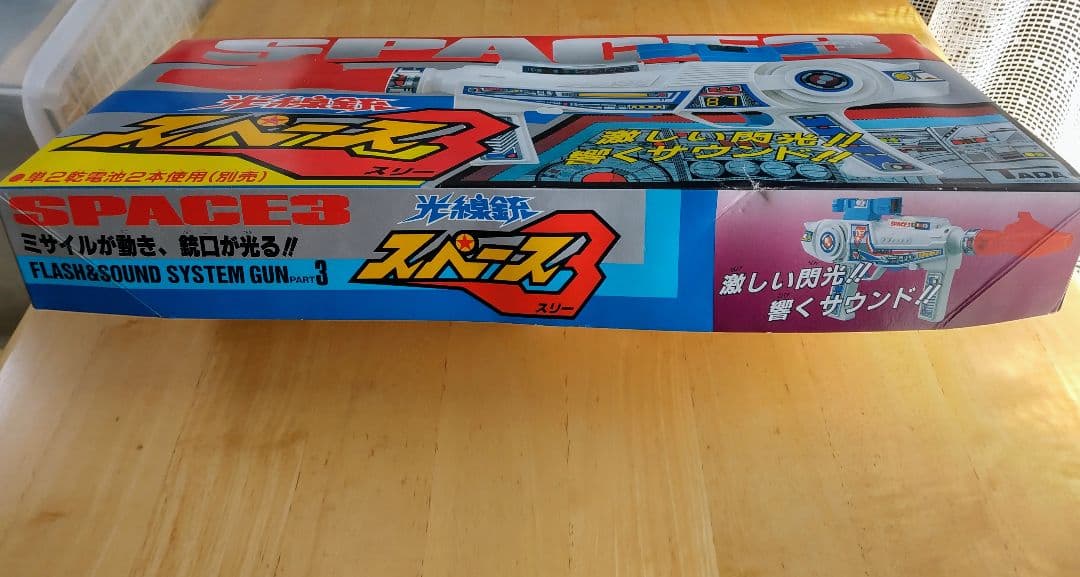 SPACE3
光線銃
スペース3
スリー
激しい閃光!!
響くサウンド!!
87
●単2乾電池2本使用(別売)
TADA
SPACE3
ミサイルが動き、銃口が光る!!
FLASH&SOUND SYSTEM GUN PART 3
光線銃
スペース3
スリー
SPACE3
激しい閃光!!
響くサウンド!!